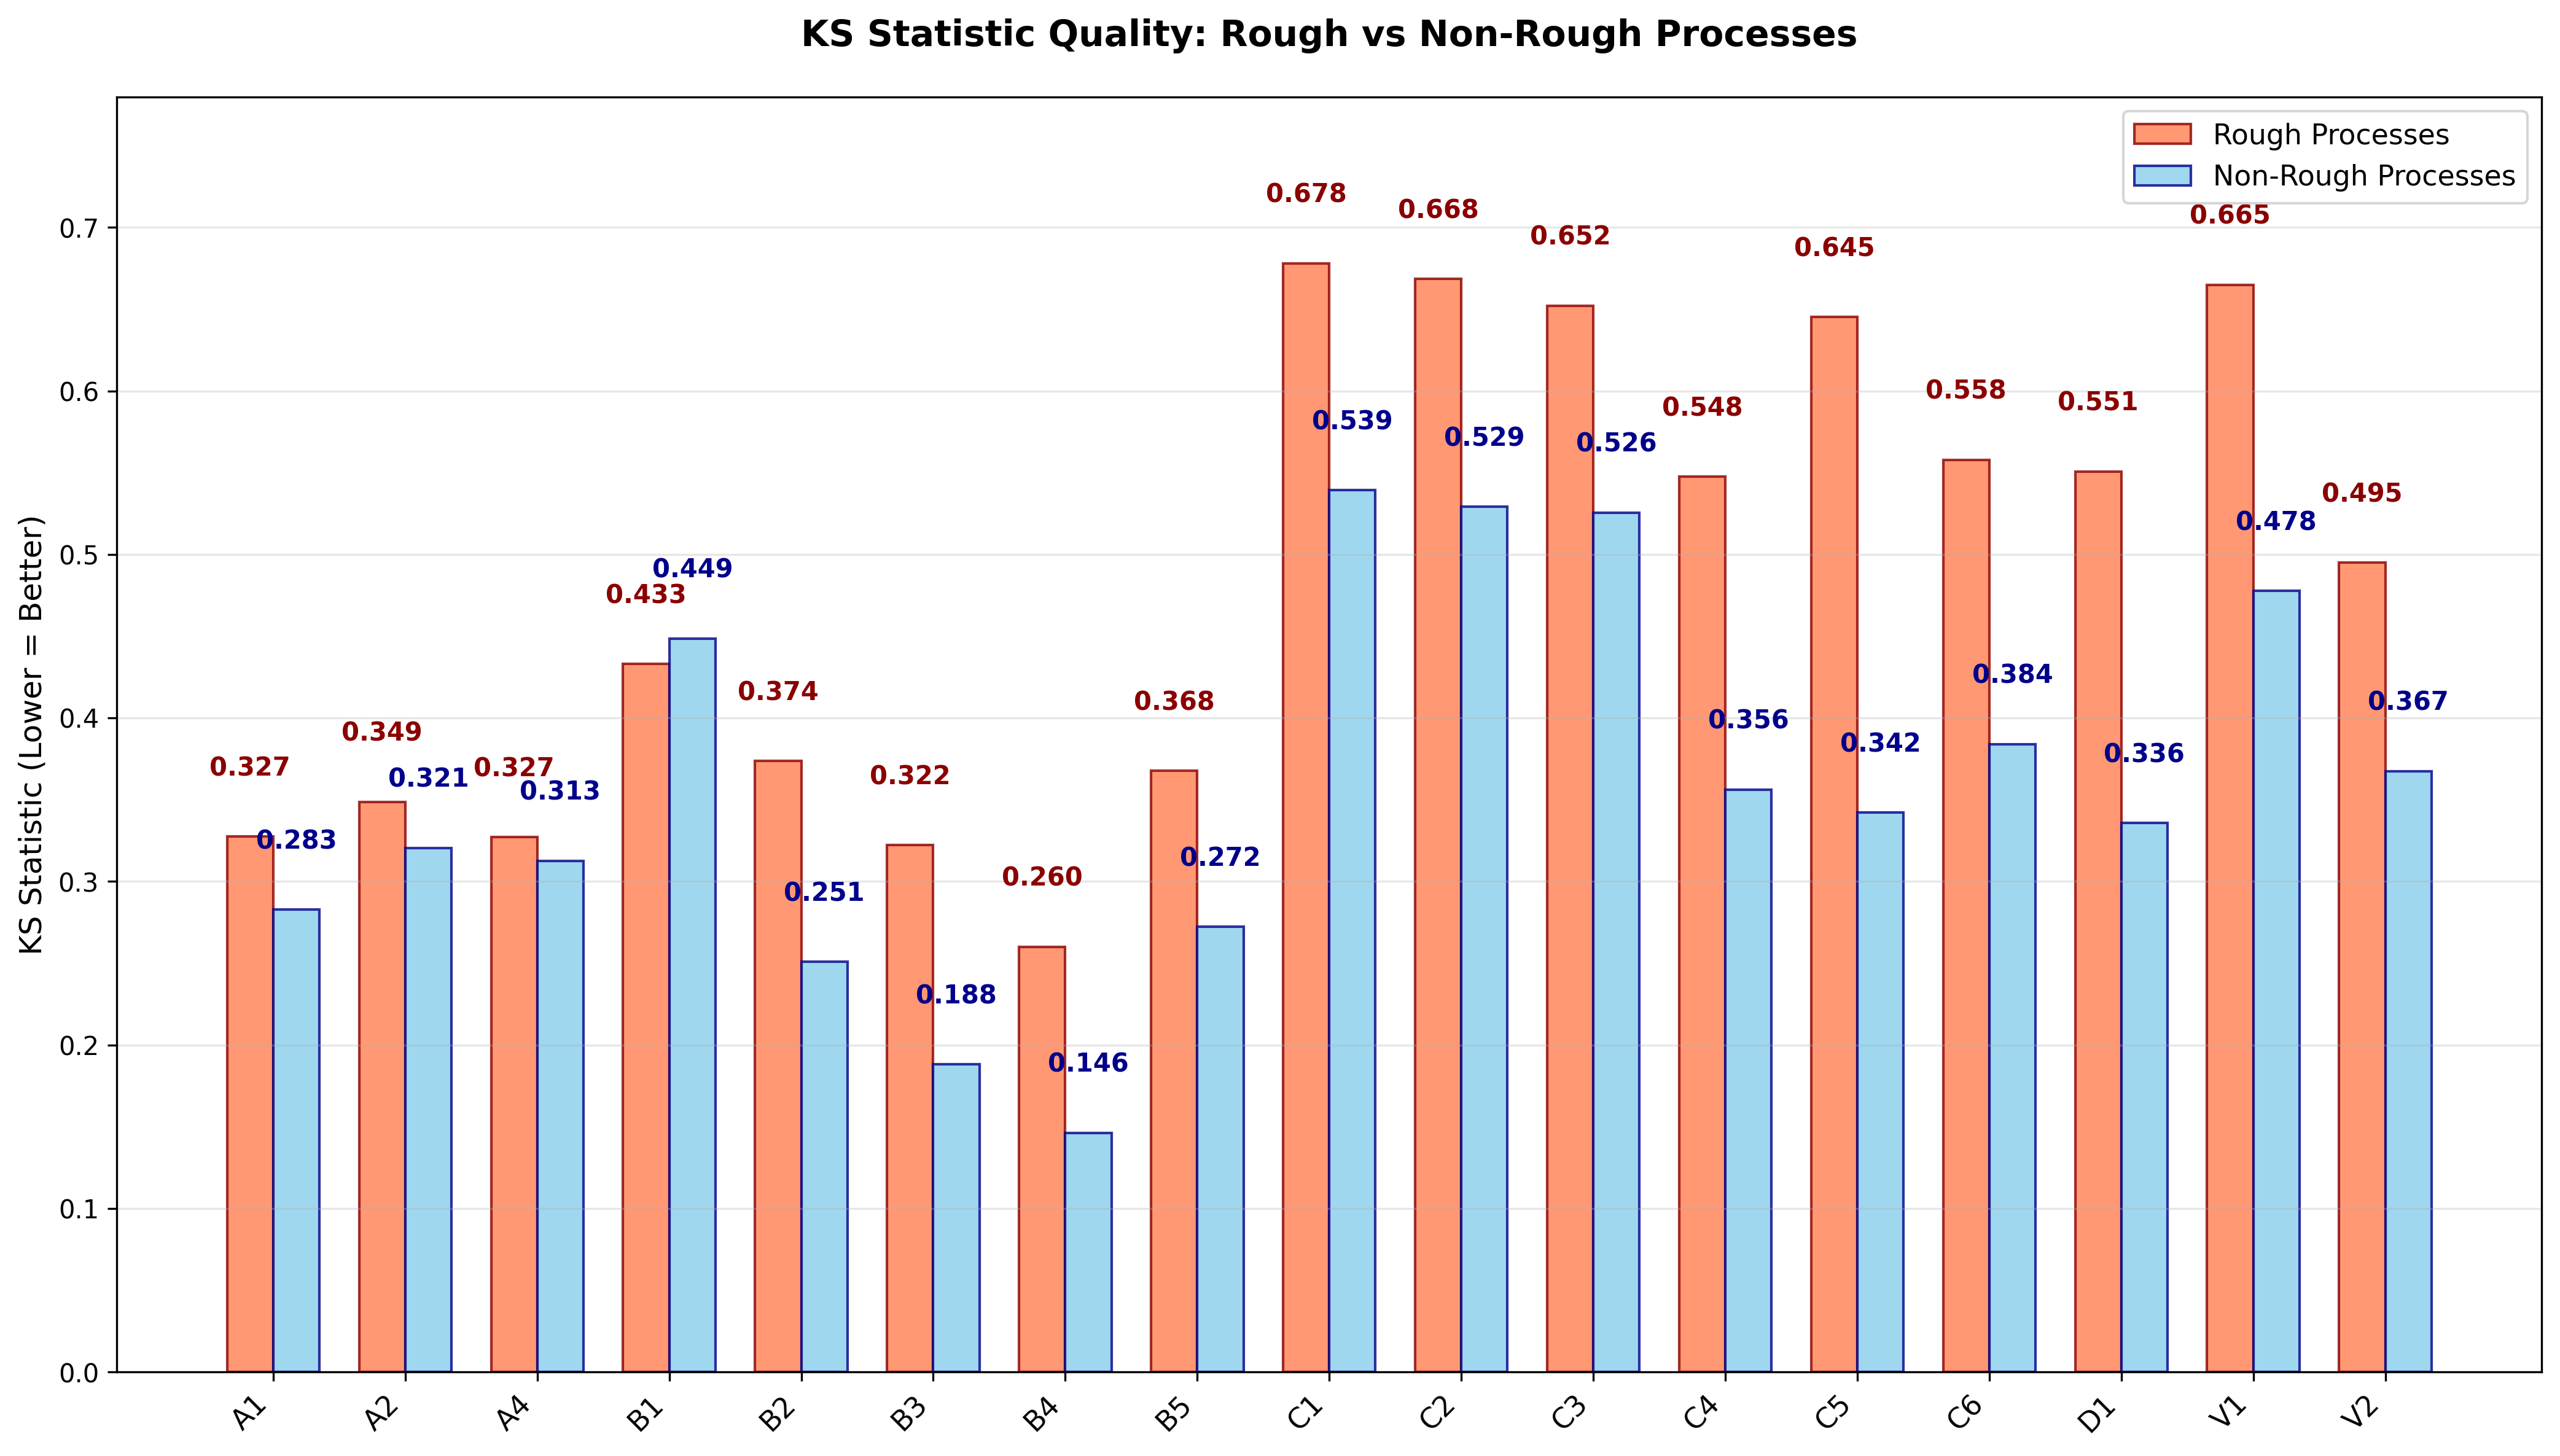 KS Statistic Quality: Rough vs Non-Rough Processes
Rough Processes
Non-Rough Processes
KS Statistic (Lower = Better)
0.7
0.6
0.5
0.4
0.3
0.2
0.1
0.0
0.327
0.283
0.349
0.321
0.327
0.313
0.433
0.449
0.374
0.251
0.322
0.188
0.260
0.146
0.368
0.272
0.678
0.539
0.668
0.529
0.652
0.526
0.548
0.356
0.645
0.342
0.558
0.384
0.551
0.336
0.665
0.478
0.495
0.367
A1
A2
A4
B1
B2
B3
B4
B5
C1
C2
C3
C4
C5
C6
D1
V1
V2